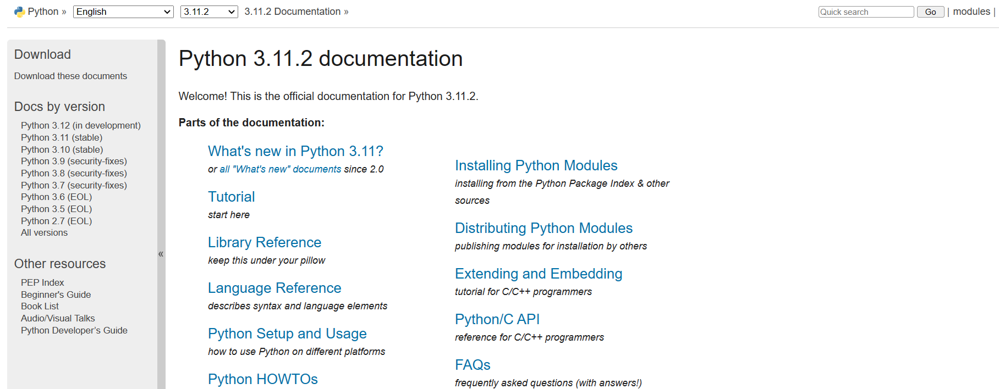 Python » English 3.11.2 3.11.2 Documentation » Quick search Go | modules |
Download
Download these documents
Docs by version
Python 3.12 (in development)
Python 3.11 (stable)
Python 3.10 (stable)
Python 3.9 (security-fixes)
Python 3.8 (security-fixes)
Python 3.7 (security-fixes)
Python 3.6 (EOL)
Python 3.5 (EOL)
Python 2.7 (EOL)
All versions
Other resources
PEP Index
Beginner's Guide
Book List
Audio/Visual Talks
Python Developer’s Guide
«
Python 3.11.2 documentation
Welcome! This is the official documentation for Python 3.11.2.
Parts of the documentation:
What's new in Python 3.11?
or all "What's new" documents since 2.0
Tutorial
start here
Library Reference
keep this under your pillow
Language Reference
describes syntax and language elements
Python Setup and Usage
how to use Python on different platforms
Python HOWTOs
Installing Python Modules
installing from the Python Package Index & other
sources
Distributing Python Modules
publishing modules for installation by others
Extending and Embedding
tutorial for C/C++ programmers
Python/C API
reference for C/C++ programmers
FAQs
frequently asked questions (with answers!)